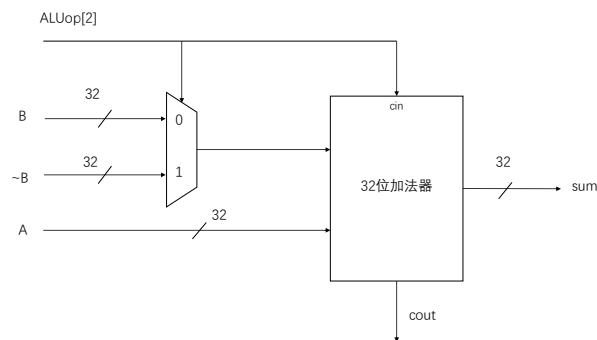 ALUop[2]
32
B
0
cin
32
~B
1
32位加法器
32
sum
32
A
cout